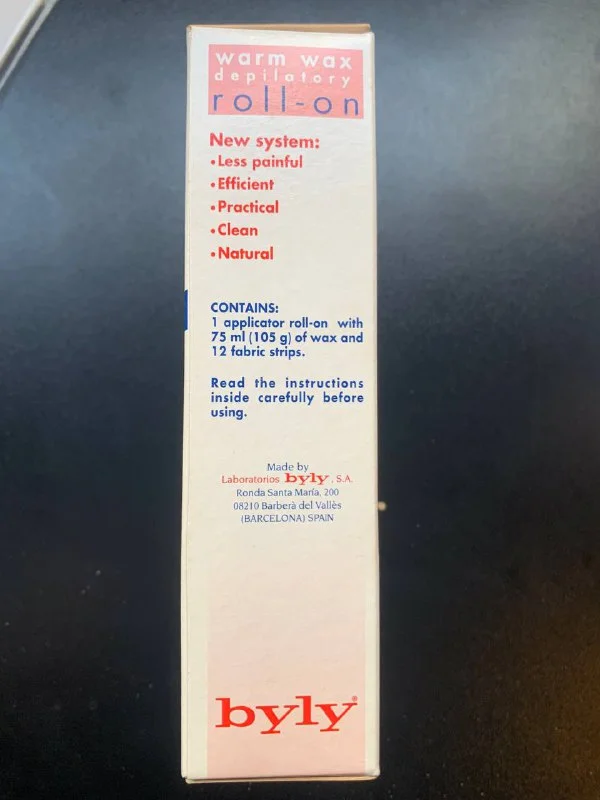 warm wax
depilatory
roll-on
New system:
•Less painful
•Efficient
•Practical
•Clean
•Natural
CONTAINS:
1 applicator roll-on with
75 ml (105 g) of wax and
12 fabric strips.
Read the instructions
inside carefully before
using.
Made by
Laboratorios byly, S.A.
Ronda Santa María, 200
08210 Barberà del Vallès
(BARCELONA) SPAIN
byly®